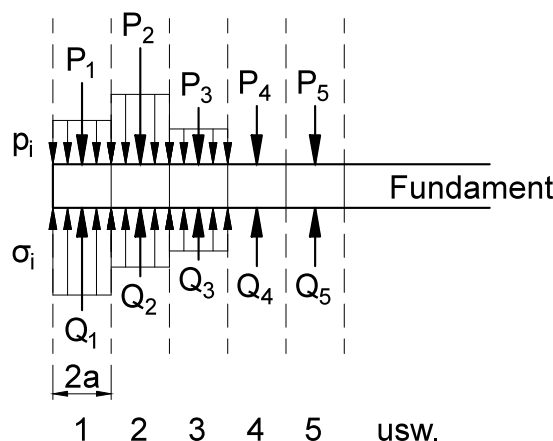 P₁ P₂ P₃ P₄ P₅
pᵢ
Fundament
σᵢ
Q₁ Q₂ Q₃ Q₄ Q₅
2a
1 2 3 4 5 usw.